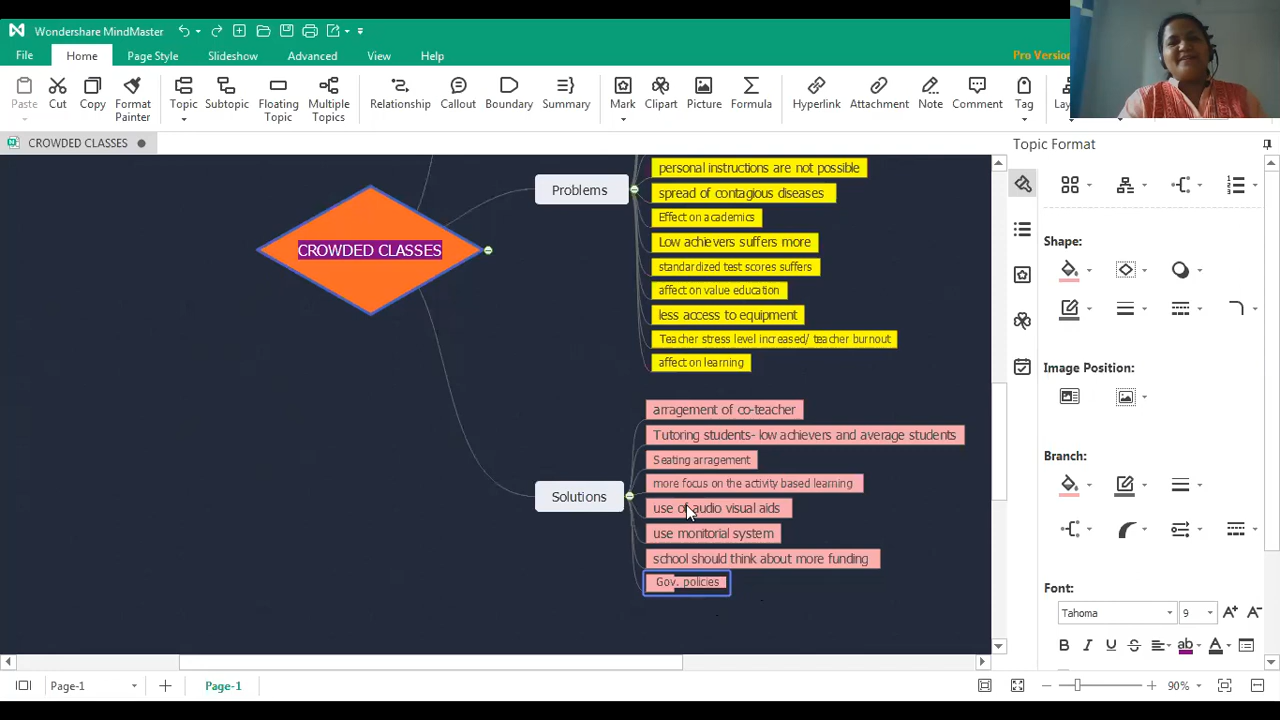 Wondershare MindMaster
File
Home
Page Style
Slideshow
Advanced
View
Help
Pro Version
Paste
Cut
Copy
Format Painter
Topic
Subtopic
Floating Topic
Multiple Topics
Relationship
Callout
Boundary
Summary
Mark
Clipart
Picture
Formula
Hyperlink
Attachment
Note
Comment
Tag
CROWDED CLASSES
Topic Format
CROWDED CLASSES
Problems
personal instructions are not possible
spread of contagious diseases
Effect on academics
Low achievers suffers more
standardized test scores suffers
affect on value education
less access to equipment
Teacher stress level increased/ teacher burnout
affect on learning
Solutions
arragement of co-teacher
Tutoring students- low achievers and average students
Seating arragement
more focus on the activity based learning
use of audio visual aids
use monitorial system
school should think about more funding
Gov. policies
Shape:
Image Position:
Branch:
Font:
Tahoma
9
A+
A-
B
I
U
ab
A
Page-1
Page-1
90%